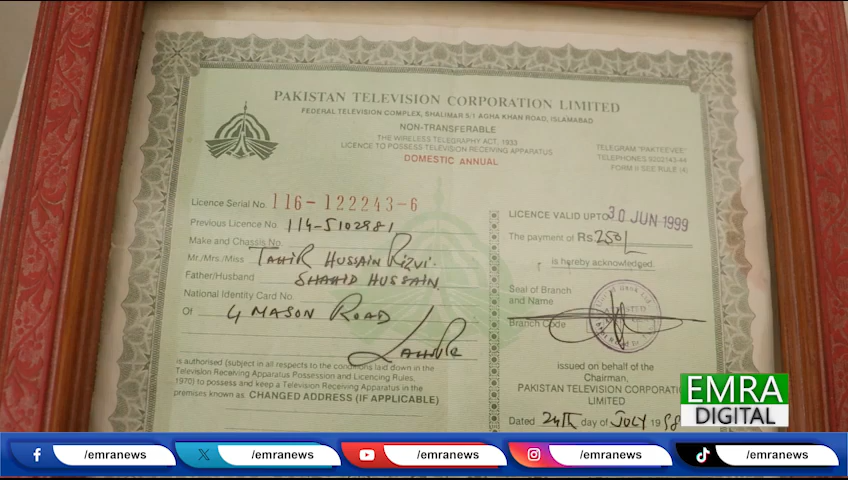 PAKISTAN TELEVISION CORPORATION LIMITED
FEDERAL TELEVISION COMPLEX, SHALIMAR 5/1 AGHA KHAN ROAD, ISLAMABAD
NON-TRANSFERABLE
THE WIRELESS TELEGRAPHY ACT, 1933
LICENCE TO POSSESS TELEVISION RECEIVING APPARATUS
DOMESTIC ANNUAL
TELEGRAM "PAKTEEVEE"
TELEPHONES 9202143-44
FORM II SEE RULE (4)
Licence Serial No. 116-122243-6
Previous Licence No. 114-5102981
Make and Chassis No.
Mr./Mrs./Miss TAHIR HUSSAIN RIZVI.
Father/Husband SHAHID HUSSAIN
National Identity Card No.
Of 4 MASON ROAD
LAHORE
is authorised (subject in all respects to the conditions laid down in the
Television Receiving Apparatus Possession and Licencing Rules,
1970) to possess and keep a Television Receiving Apparatus in the
premises known as CHANGED ADDRESS (IF APPLICABLE)
LICENCE VALID UPTO 30 JUN 1999
The payment of Rs 250/-
is hereby acknowledged.
Seal of Branch
and Name
Branch Code
issued on behalf of the
Chairman,
PAKISTAN TELEVISION CORPORATION
LIMITED
Dated 24th day of JULY 1998
EMRA
DIGITAL
/emranews
/emranews
/emranews
/emranews
/emranews